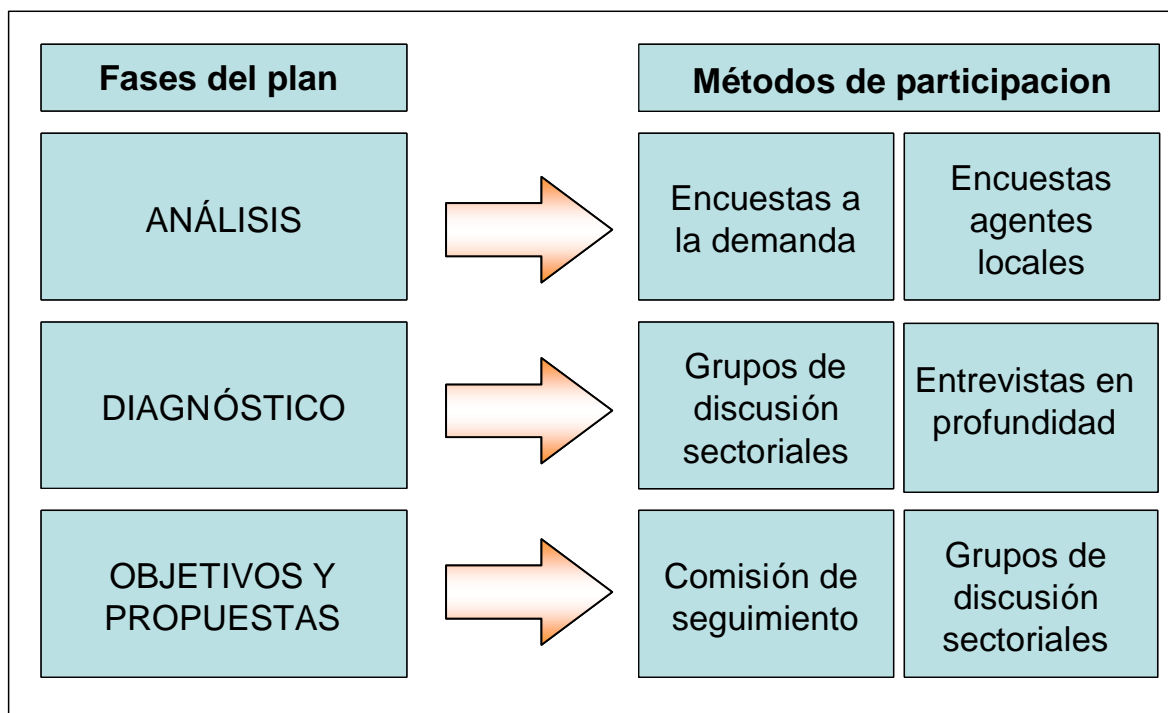 Fases del plan
Métodos de participacion
ANÁLISIS
Encuestas a
la demanda
Encuestas
agentes
locales
DIAGNÓSTICO
Grupos de
discusión
sectoriales
Entrevistas en
profundidad
OBJETIVOS Y
PROPUESTAS
Comisión de
seguimiento
Grupos de
discusión
sectoriales